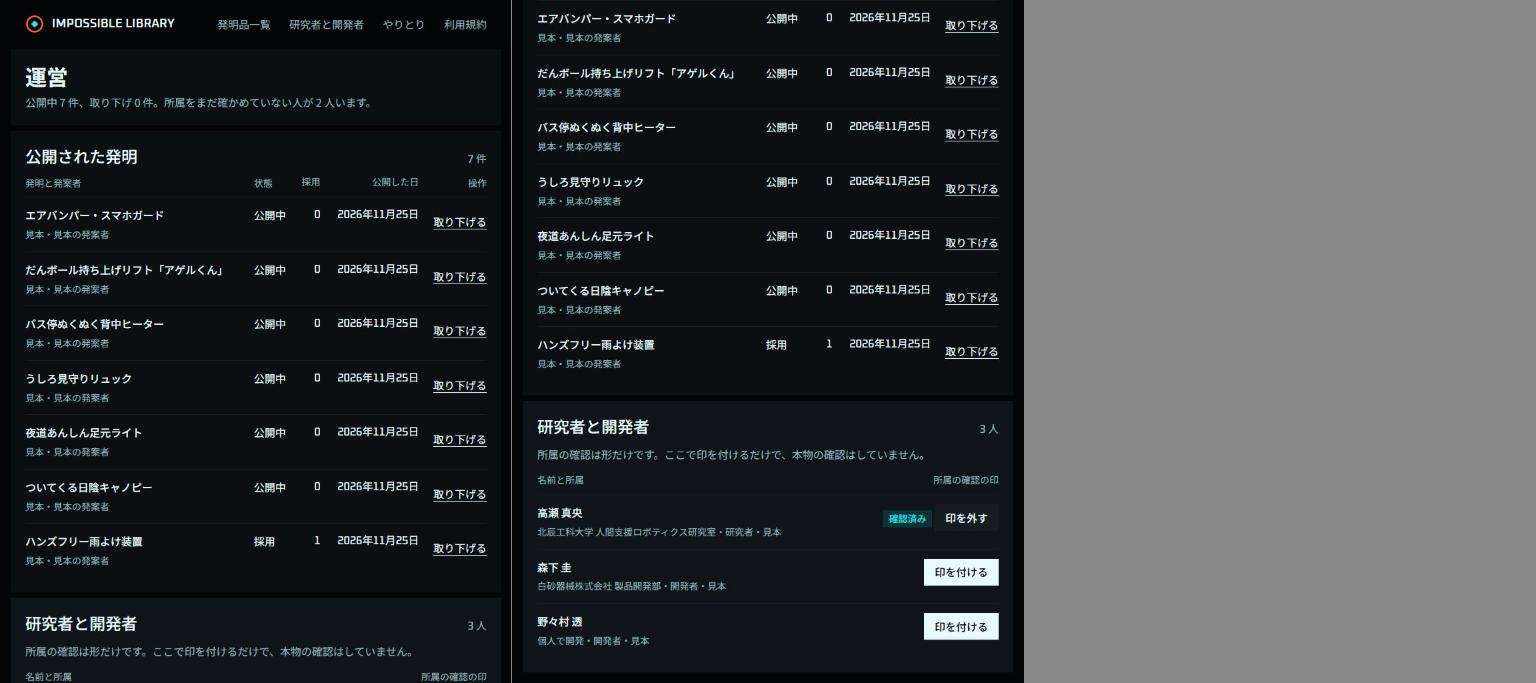 IMPOSSIBLE LIBRARY 発明品一覧 研究者と開発者 やりとり 利用規約
運営
公開中 7 件、取り下げ 0 件。所属をまだ確かめていない人が 2 人います。
公開された発明 7 件
発明と発案者 状態 採用 公開した日 操作
エアバンパー・スマホガード 公開中 0 2026年11月25日 取り下げる
見本・見本の発案者
だんボール持ち上げリフト「アゲルくん」 公開中 0 2026年11月25日 取り下げる
見本・見本の発案者
バス停ぬくぬく背中ヒーター 公開中 0 2026年11月25日 取り下げる
見本・見本の発案者
うしろ見守りリュック 公開中 0 2026年11月25日 取り下げる
見本・見本の発案者
夜道あんしん足元ライト 公開中 0 2026年11月25日 取り下げる
見本・見本の発案者
ついてくる日陰キャノピー 公開中 0 2026年11月25日 取り下げる
見本・見本の発案者
ハンズフリー雨よけ装置 採用 1 2026年11月25日 取り下げる
見本・見本の発案者
研究者と開発者 3 人
所属の確認は形だけです。ここで印を付けるだけで、本物の確認はしていません。
名前と所属 所属の確認の印
エアバンパー・スマホガード 公開中 0 2026年11月25日 取り下げる
見本・見本の発案者
だんボール持ち上げリフト「アゲルくん」 公開中 0 2026年11月25日 取り下げる
見本・見本の発案者
バス停ぬくぬく背中ヒーター 公開中 0 2026年11月25日 取り下げる
見本・見本の発案者
うしろ見守りリュック 公開中 0 2026年11月25日 取り下げる
見本・見本の発案者
夜道あんしん足元ライト 公開中 0 2026年11月25日 取り下げる
見本・見本の発案者
ついてくる日陰キャノピー 公開中 0 2026年11月25日 取り下げる
見本・見本の発案者
ハンズフリー雨よけ装置 採用 1 2026年11月25日 取り下げる
見本・見本の発案者
研究者と開発者 3 人
所属の確認は形だけです。ここで印を付けるだけで、本物の確認はしていません。
名前と所属 所属の確認の印
高瀬 真央 確認済み 印を外す
北辰工科大学 人間支援ロボティクス研究室・研究者・見本
森下 圭 印を付ける
白砂器械株式会社 製品開発部・開発者・見本
野々村 透 印を付ける
個人で開発・開発者・見本